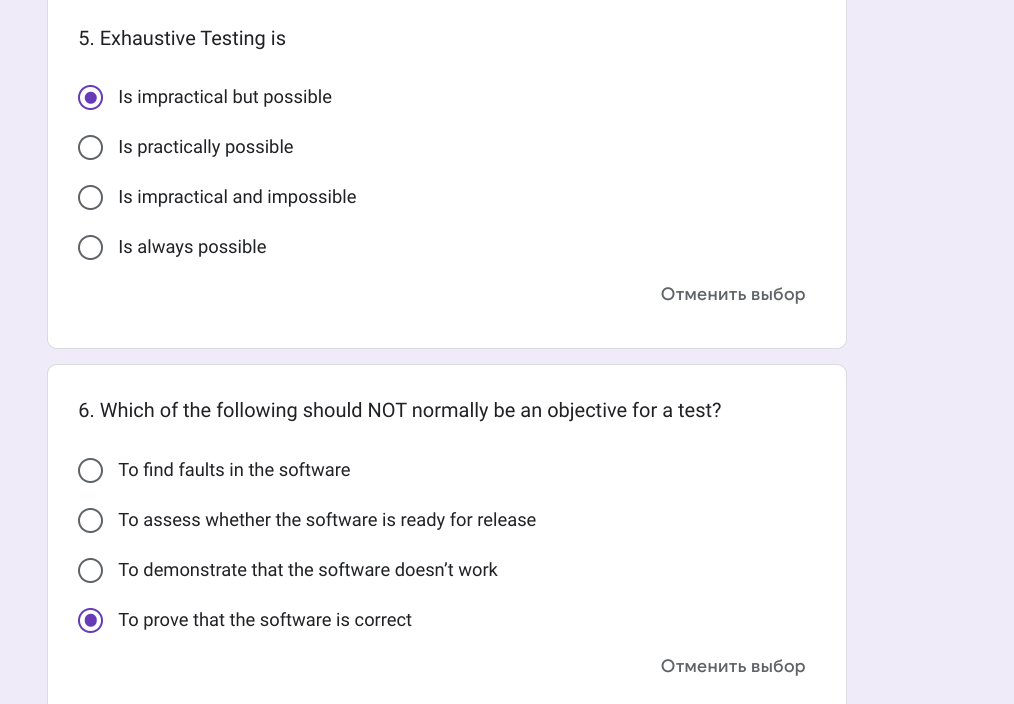 5. Exhaustive Testing is
Is impractical but possible
Is practically possible
Is impractical and impossible
Is always possible
Отменить выбор
6. Which of the following should NOT normally be an objective for a test?
To find faults in the software
To assess whether the software is ready for release
To demonstrate that the software doesn’t work
To prove that the software is correct
Отменить выбор